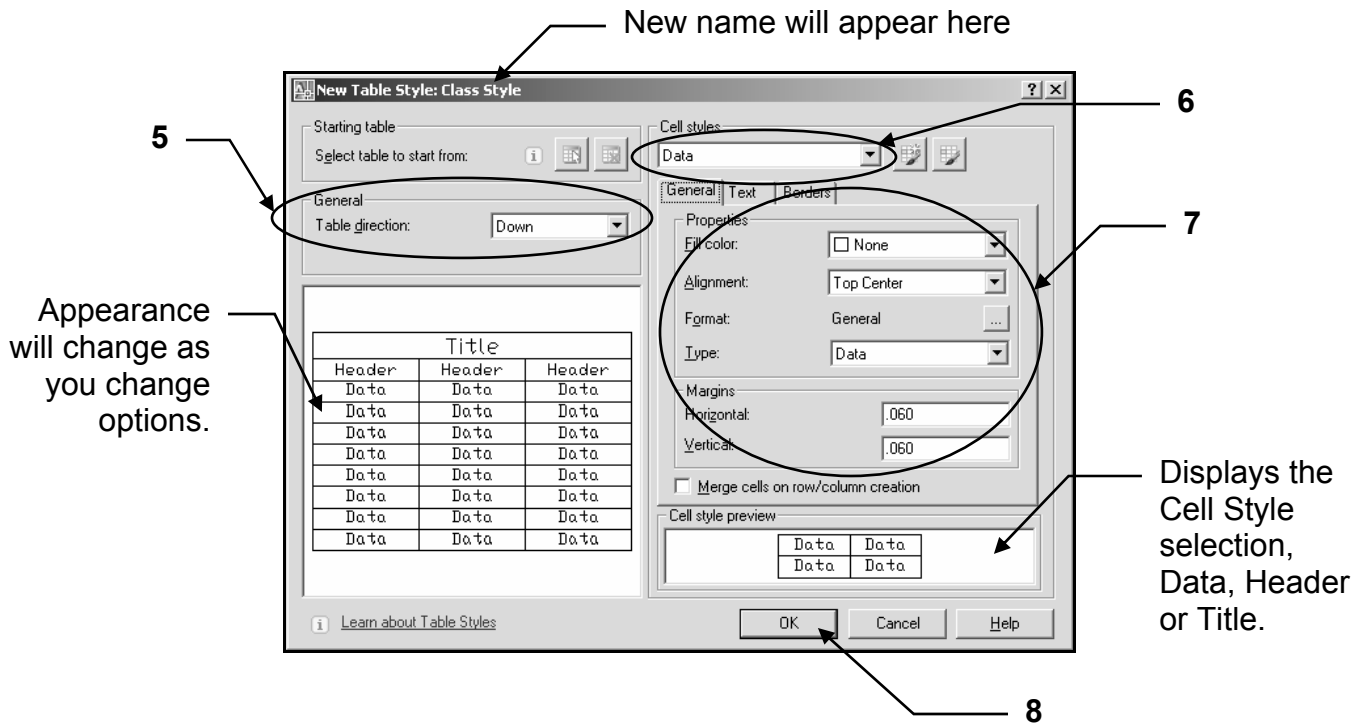 New name will appear here
New Table Style: Class Style
5
6
Starting table
Select table to start from:
General
Table direction: Down
Cell styles
Data
General Text Borders
7
Properties
Fill color: None
Alignment: Top Center
Format: General ...
Type: Data
Margins
Horizontal: .060
Vertical: .060
Merge cells on row/column creation
Appearance
will change as
you change
options.
Title
Header Header Header
Data Data Data
Data Data Data
Data Data Data
Data Data Data
Data Data Data
Data Data Data
Data Data Data
Data Data Data
Cell style preview
Data Data
Data Data
Displays the
Cell Style
selection,
Data, Header
or Title.
Learn about Table Styles
OK Cancel Help
8